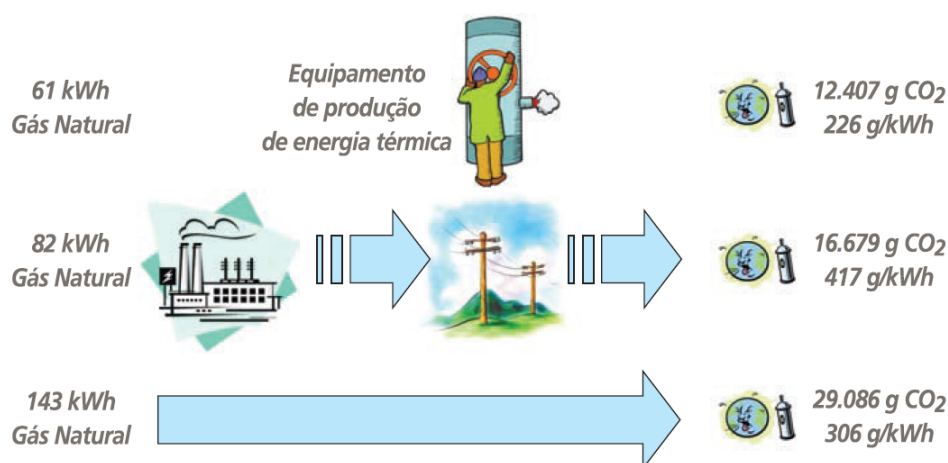 61 kWh
Gás Natural
Equipamento
de produção
de energia térmica
12.407 g CO2
226 g/kWh
82 kWh
Gás Natural
16.679 g CO2
417 g/kWh
143 kWh
Gás Natural
29.086 g CO2
306 g/kWh